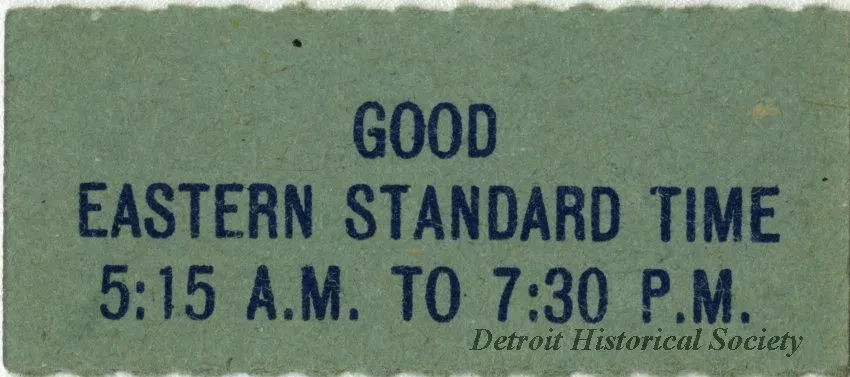 GOOD
EASTERN STANDARD TIME
5:15 A.M. TO 7:30 P.M.
Detroit Historical Society